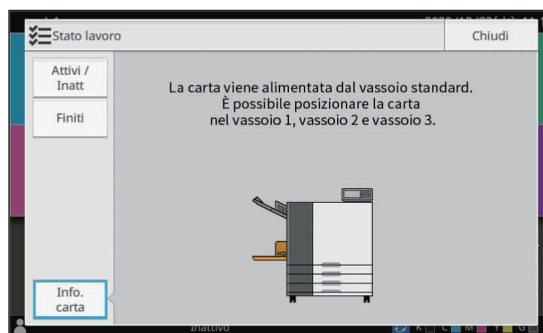 Stato lavoro
Chiudi
Attivi /
Inatt
Finiti
La carta viene alimentata dal vassoio standard.
È possibile posizionare la carta
nel vassoio 1, vassoio 2 e vassoio 3.
Info.
carta
Inattivo
K C M Y G